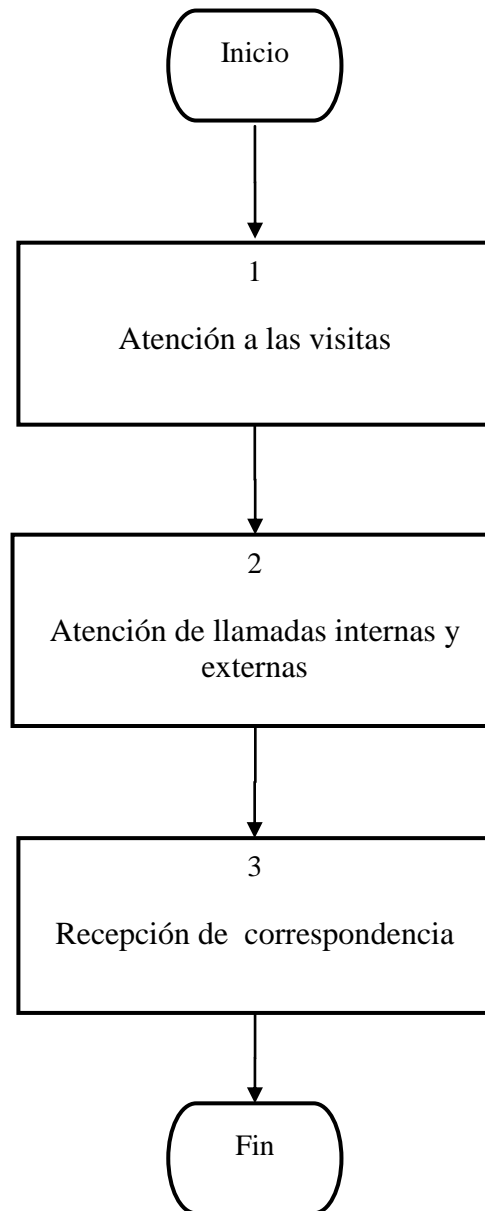 Inicio
1
Atención a las visitas
2
Atención de llamadas internas y
externas
3
Recepción de  correspondencia
Fin